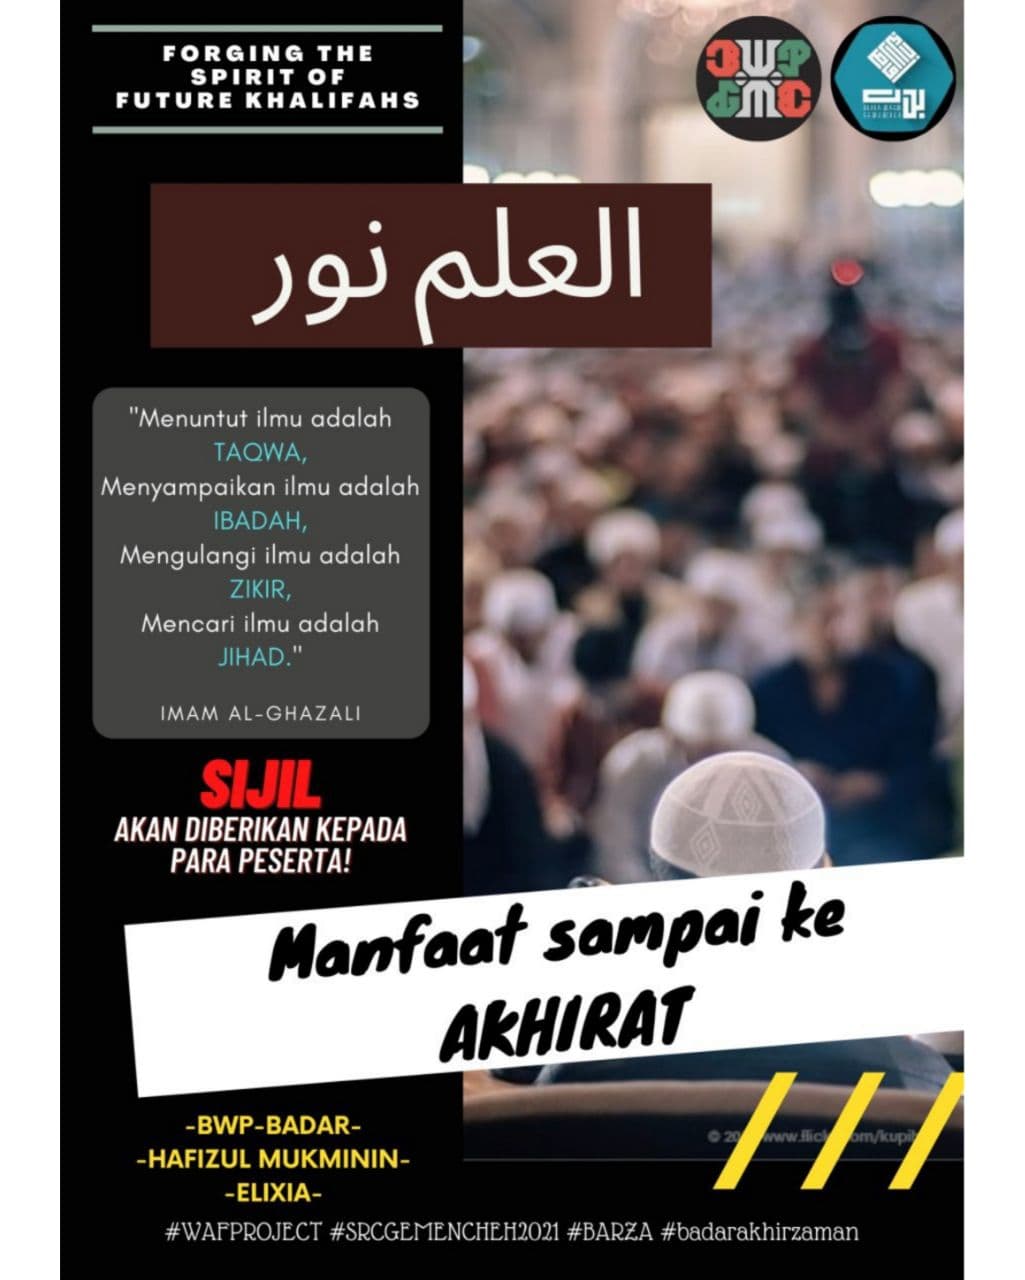 FORGING THE
SPIRIT OF
FUTURE KHALIFAHS
BWP
GMC
العلم نور
"Menuntut ilmu adalah
TAQWA,
Menyampaikan ilmu adalah
IBADAH,
Mengulangi ilmu adalah
ZIKIR,
Mencari ilmu adalah
JIHAD."
IMAM AL-GHAZALI
SIJIL
AKAN DIBERIKAN KEPADA
PARA PESERTA!
Manfaat sampai ke
AKHIRAT
-BWP-BADAR-
-HAFIZUL MUKMININ-
-ELIXIA-
#WAFPROJECT #SRCGEMENCHEH2021 #BARZA #badarakhirzaman